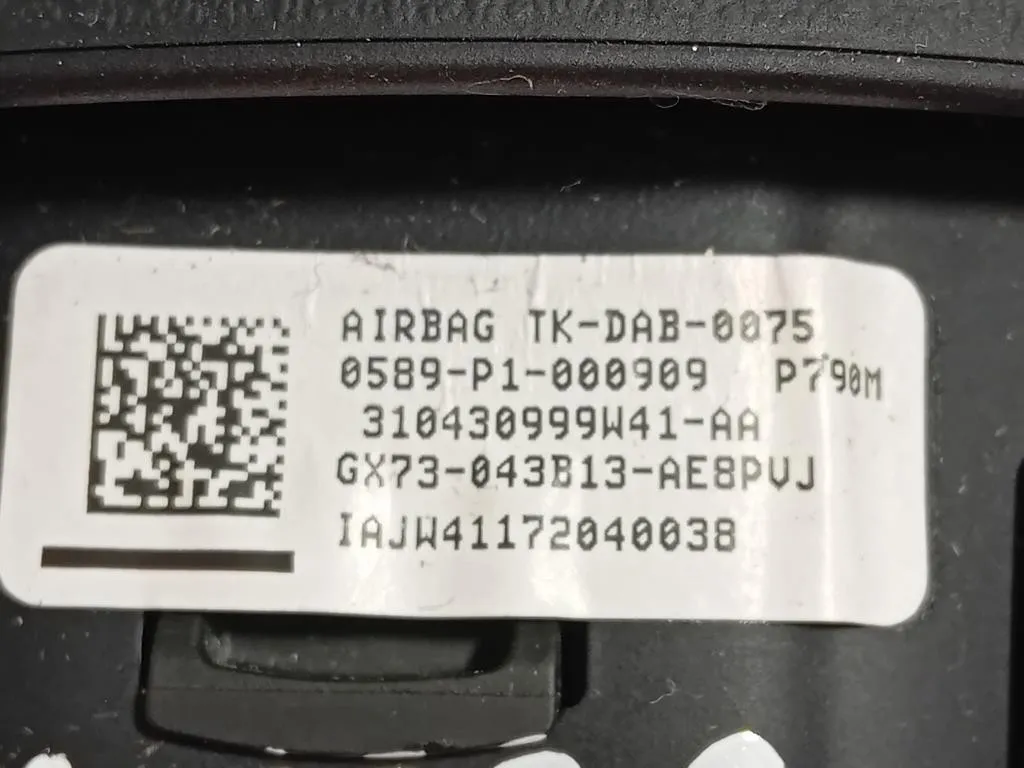 AIRBAG TK-DAB-0075
0589-P1-000909 P790M
310430999W41-AA
GX73-043B13-AE8PVJ
IAJW41172040038